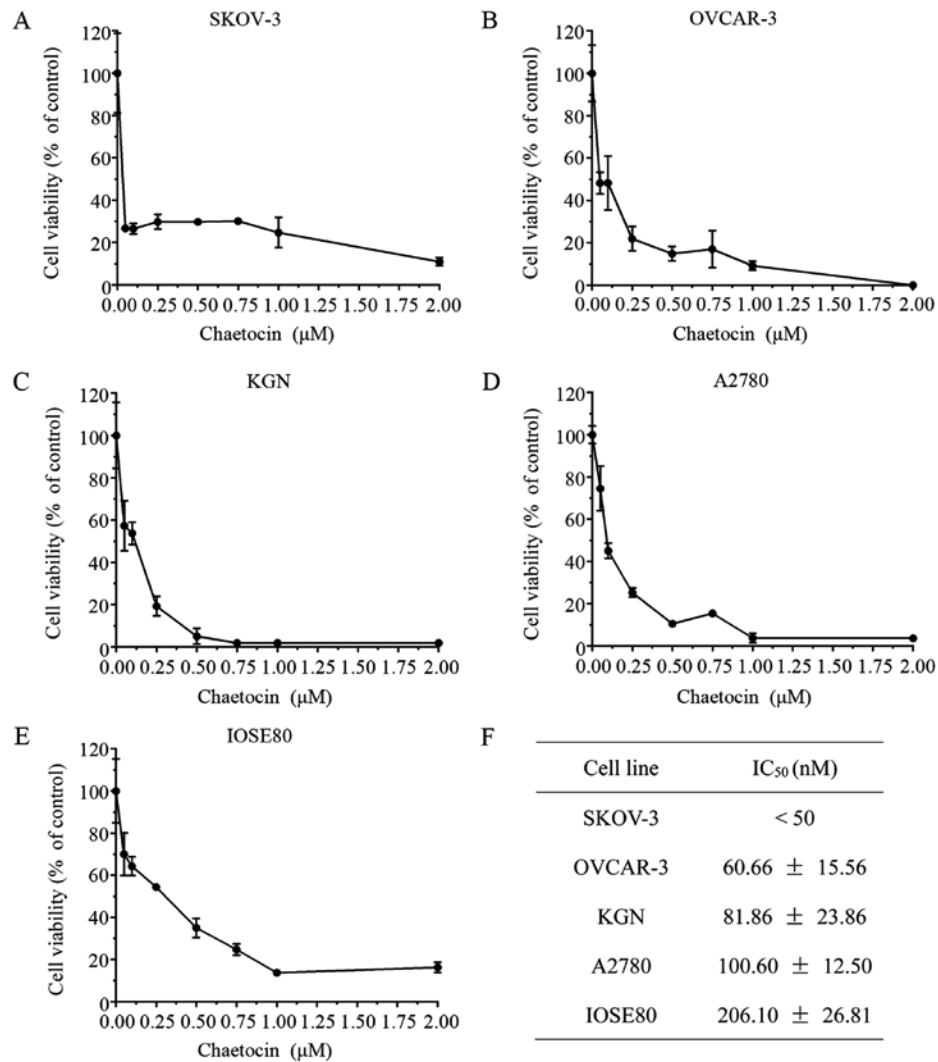 A
SKOV-3
Cell viability (% of control)
120
100
80
60
40
20
0
0.00 0.25 0.50 0.75 1.00 1.25 1.50 1.75 2.00
Chaetocin (μM)
B
OVCAR-3
Cell viability (% of control)
120
100
80
60
40
20
0
0.00 0.25 0.50 0.75 1.00 1.25 1.50 1.75 2.00
Chaetocin (μM)
C
KGN
Cell viability (% of control)
120
100
80
60
40
20
0
0.00 0.25 0.50 0.75 1.00 1.25 1.50 1.75 2.00
Chaetocin (μM)
D
A2780
Cell viability (% of control)
120
100
80
60
40
20
0
0.00 0.25 0.50 0.75 1.00 1.25 1.50 1.75 2.00
Chaetocin (μM)
E
IOSE80
Cell viability (% of control)
120
100
80
60
40
20
0
0.00 0.25 0.50 0.75 1.00 1.25 1.50 1.75 2.00
Chaetocin (μM)
F
Cell line IC₅₀ (nM)
SKOV-3 < 50
OVCAR-3 60.66 ± 15.56
KGN 81.86 ± 23.86
A2780 100.60 ± 12.50
IOSE80 206.10 ± 26.81